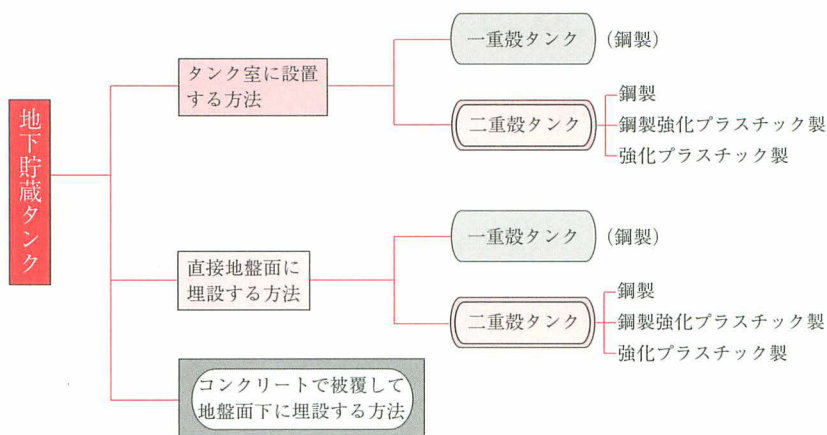 地下貯蔵タンク
タンク室に設置
する方法
一重殻タンク
(鋼製)
二重殻タンク
鋼製
鋼製強化プラスチック製
強化プラスチック製
直接地盤面に
埋設する方法
一重殻タンク
(鋼製)
二重殻タンク
鋼製
鋼製強化プラスチック製
強化プラスチック製
コンクリートで被覆して
地盤面下に埋設する方法